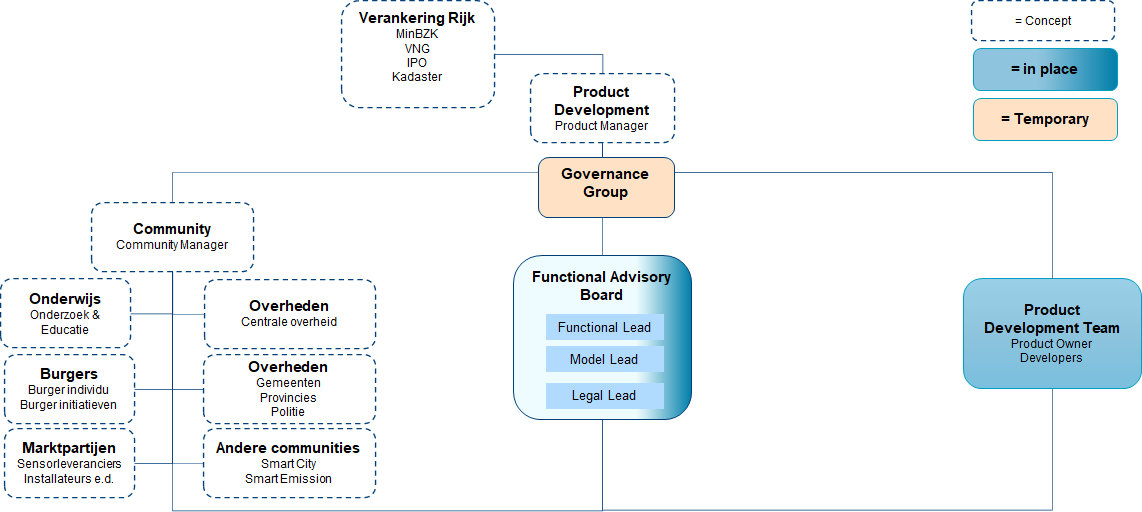 Verankering Rijk
MinBZK
VNG
IPO
Kadaster
= Concept
= in place
= Temporary
Product
Development
Product Manager
Governance
Group
Community
Community Manager
Onderwijs
Onderzoek &
Educatie
Overheden
Centrale overheid
Burgers
Burger individu
Burger initiatieven
Overheden
Gemeenten
Provincies
Politie
Marktpartijen
Sensorleveranciers
Installateurs e.d.
Andere communities
Smart City
Smart Emission
Functional Advisory
Board
Functional Lead
Model Lead
Legal Lead
Product
Development Team
Product Owner
Developers